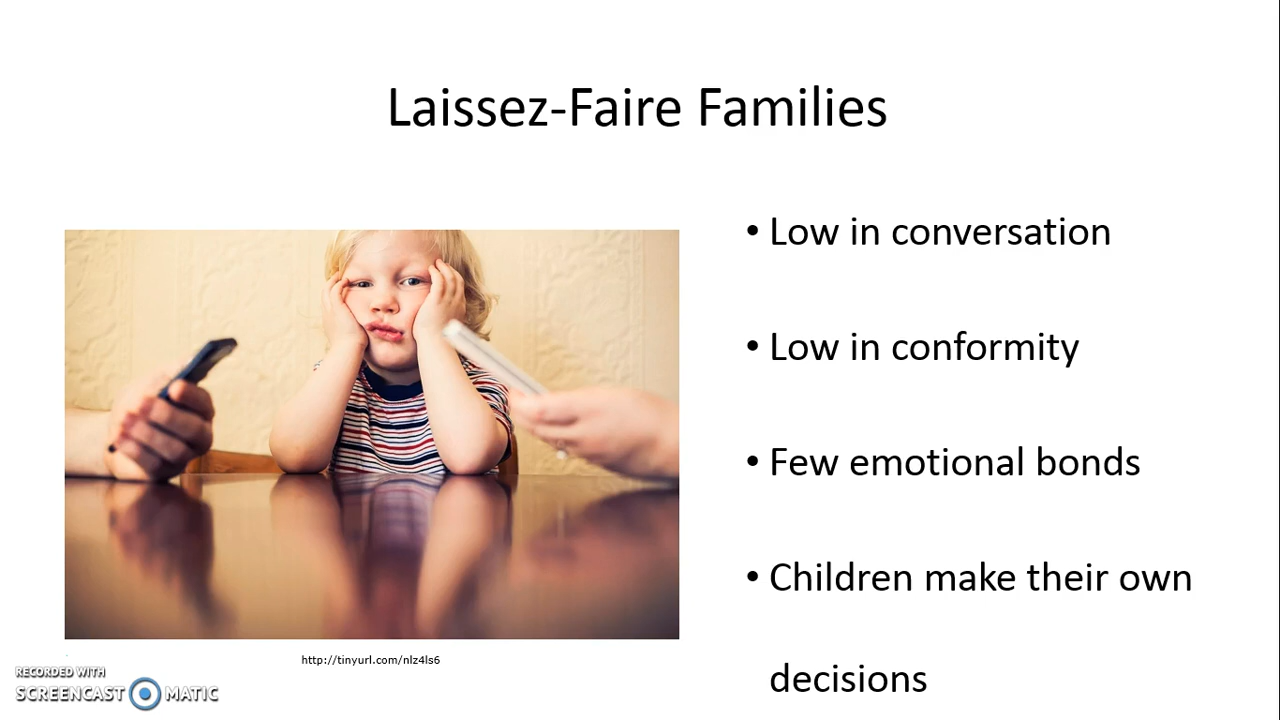 Laissez-Faire Families
• Low in conversation
• Low in conformity
• Few emotional bonds
• Children make their own
decisions
http://tinyurl.com/nlz4ls6
RECORDED WITH
SCREENCAST MATIC